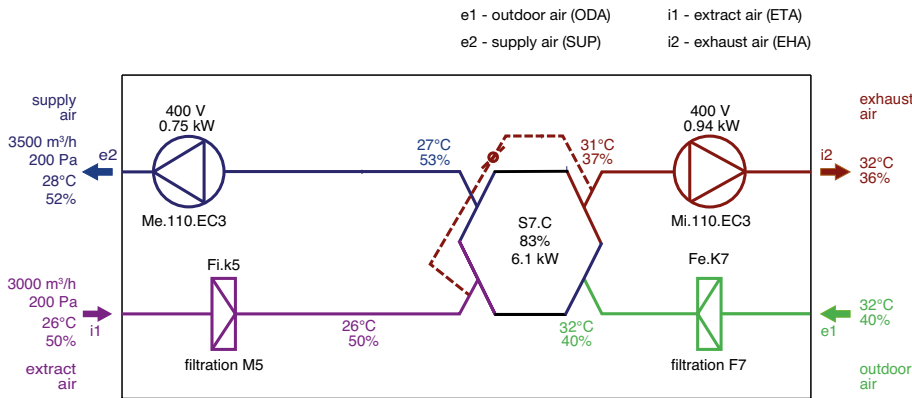 e1 - outdoor air (ODA)
i1 - extract air (ETA)
e2 - supply air (SUP)
i2 - exhaust air (EHA)
supply
air
3500 m³/h
200 Pa
28°C
52%
e2
400 V
0.75 kW
Me.110.EC3
27°C
53%
31°C
37%
400 V
0.94 kW
Mi.110.EC3
exhaust
air
i2
32°C
36%
S7.C
83%
6.1 kW
3000 m³/h
200 Pa
26°C
50%
i1
extract
air
Fi.k5
filtration M5
26°C
50%
32°C
40%
Fe.K7
filtration F7
32°C
40%
e1
outdoor
air